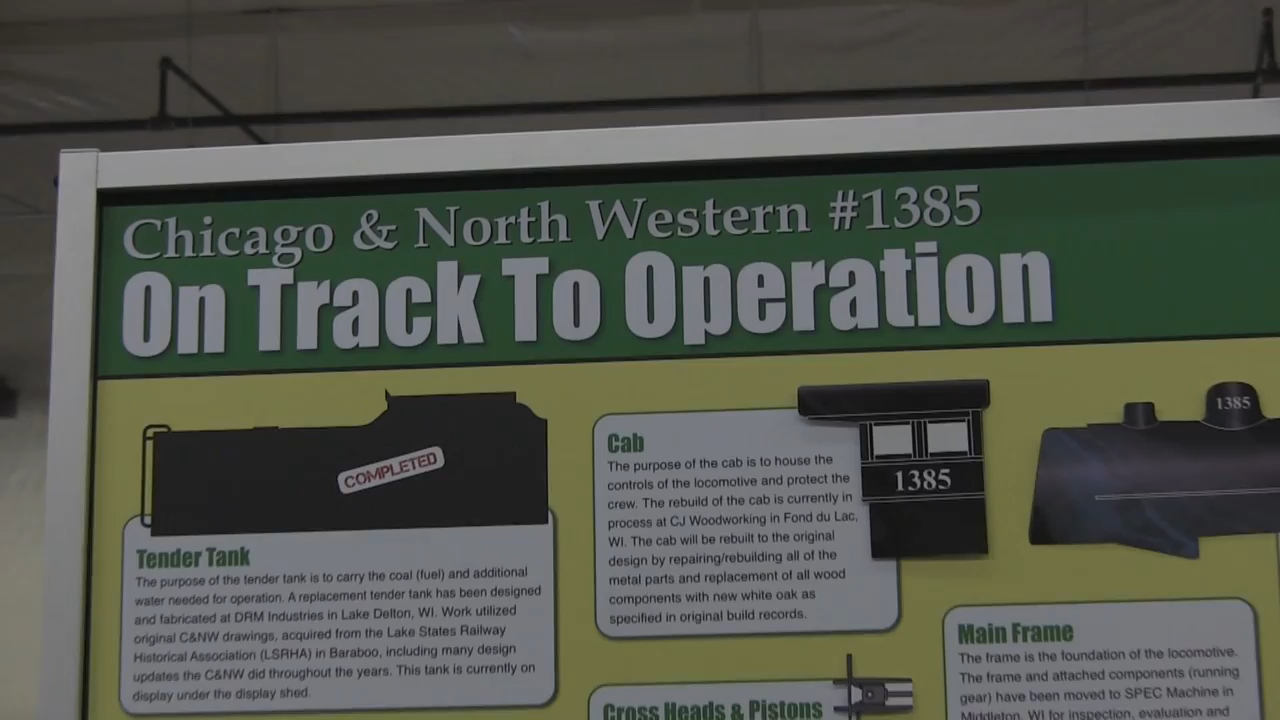 Chicago & North Western #1385
On Track To Operation
COMPLETED
Tender Tank
The purpose of the tender tank is to carry the coal (fuel) and additional
water needed for operation. A replacement tender tank has been designed
and fabricated at DRM Industries in Lake Delton, WI. Work utilized
original C&NW drawings, acquired from the Lake States Railway
Historical Association (LSRHA) in Baraboo, including many design
updates the C&NW did throughout the years. This tank is currently on
display under the display shed.
Cab
The purpose of the cab is to house the
controls of the locomotive and protect the
crew. The rebuild of the cab is currently in
process at CJ Woodworking in Fond du Lac,
WI. The cab will be rebuilt to the original
design by repairing/rebuilding all of the
metal parts and replacement of all wood
components with new white oak as
specified in original build records.
1385
Cross Heads & Pistons
1385
Main Frame
The frame is the foundation of the locomotive.
The frame and attached components (running
gear) have been moved to SPEC Machine in
Middleton, WI for inspection, evaluation and